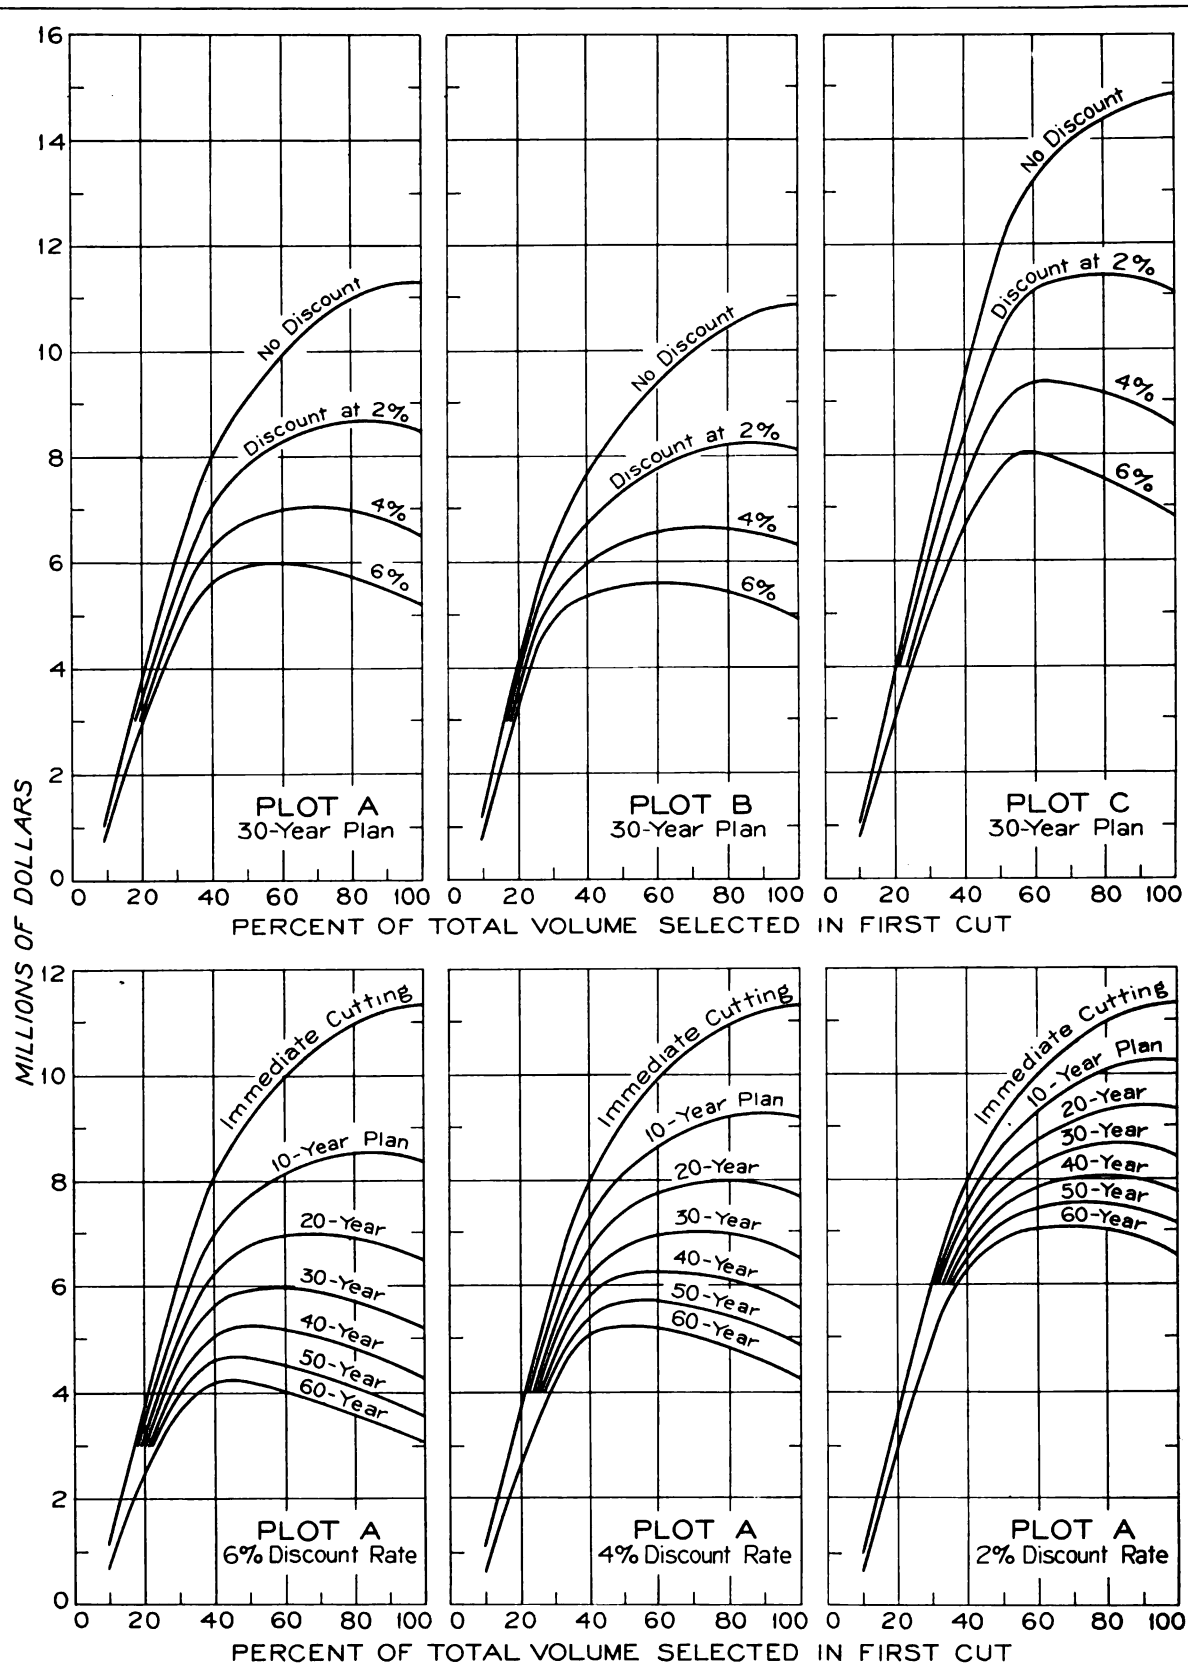 16
14
12
10
8
6
4
2
0
No Discount
Discount at 2%
4%
6%
PLOT A
30-Year Plan
0 20 40 60 80 100
No Discount
Discount at 2%
4%
6%
PLOT B
30-Year Plan
0 20 40 60 80 100
No Discount
Discount at 2%
4%
6%
PLOT C
30-Year Plan
0 20 40 60 80 100
PERCENT OF TOTAL VOLUME SELECTED IN FIRST CUT
MILLIONS OF DOLLARS
12
10
8
6
4
2
0
Immediate Cutting
10-Year Plan
20-Year
30-Year
40-Year
50-Year
60-Year
PLOT A
6% Discount Rate
0 20 40 60 80 100
Immediate Cutting
10-Year Plan
20-Year
30-Year
40-Year
50-Year
60-Year
PLOT A
4% Discount Rate
0 20 40 60 80 100
Immediate Cutting
10-Year Plan
20-Year
30-Year
40-Year
50-Year
60-Year
PLOT A
2% Discount Rate
0 20 40 60 80 100
PERCENT OF TOTAL VOLUME SELECTED IN FIRST CUT